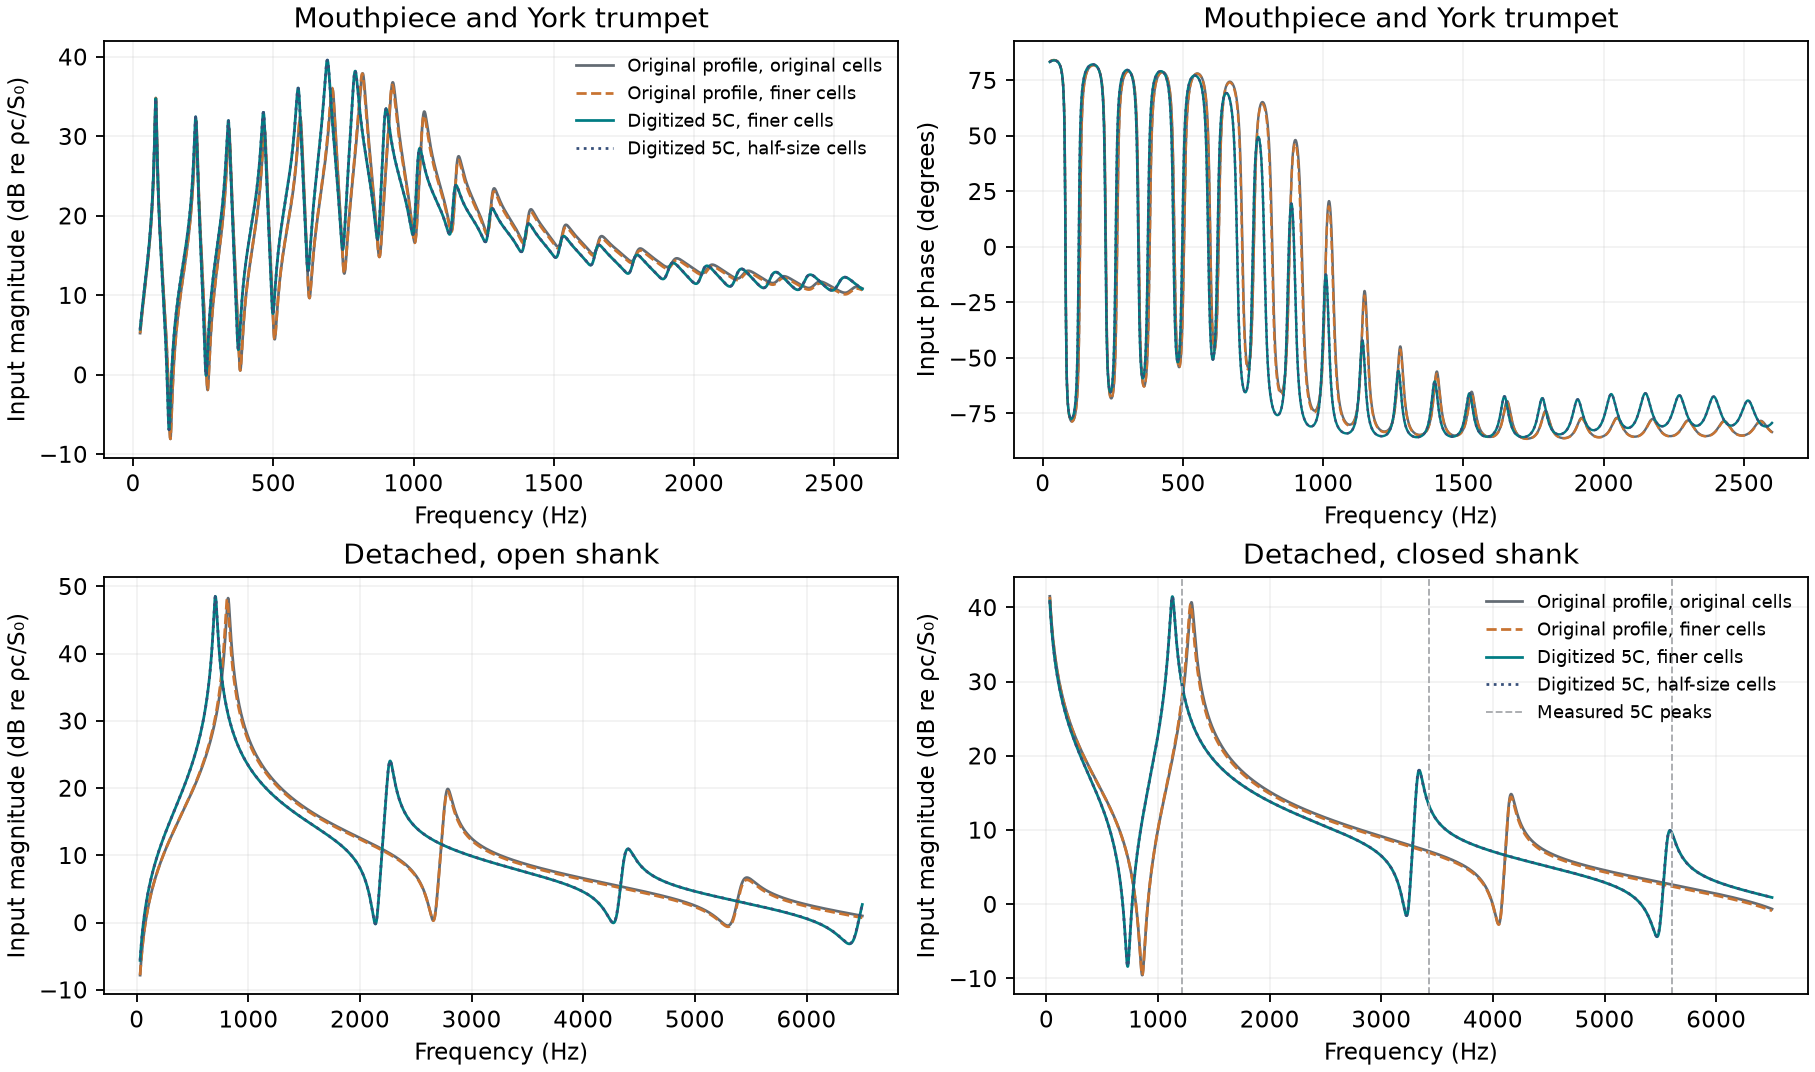 Mouthpiece and York trumpet
Input magnitude (dB re ρc/S₀)
40
30
20
10
0
−10
Original profile, original cells
Original profile, finer cells
Digitized 5C, finer cells
Digitized 5C, half-size cells
0 500 1000 1500 2000 2500
Frequency (Hz)
Mouthpiece and York trumpet
Input phase (degrees)
75
50
25
0
−25
−50
−75
0 500 1000 1500 2000 2500
Frequency (Hz)
Detached, open shank
Input magnitude (dB re ρc/S₀)
50
40
30
20
10
0
−10
0 1000 2000 3000 4000 5000 6000
Frequency (Hz)
Detached, closed shank
Input magnitude (dB re ρc/S₀)
40
30
20
10
0
−10
Original profile, original cells
Original profile, finer cells
Digitized 5C, finer cells
Digitized 5C, half-size cells
Measured 5C peaks
0 1000 2000 3000 4000 5000 6000
Frequency (Hz)